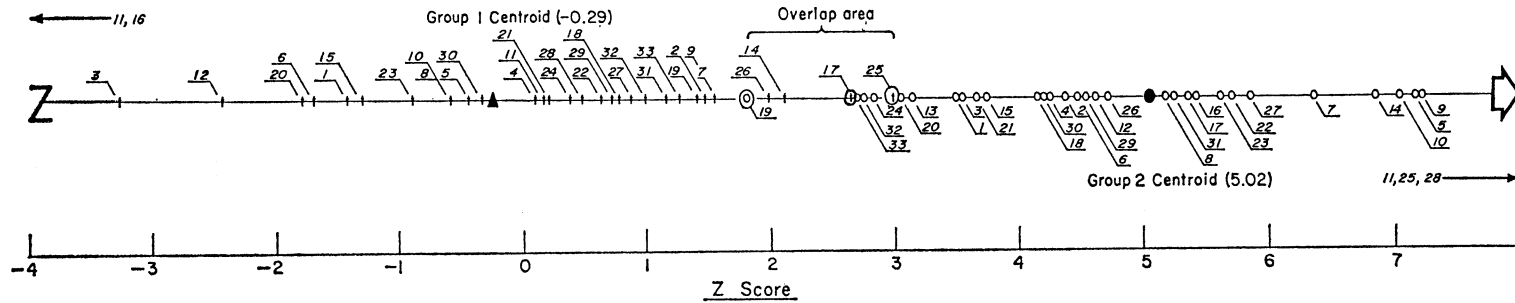 11, 16
Group 1 Centroid (-0.29)
Overlap area
21 18
6 15 10 30 11 28 29 32 33 2 9 14 17 25
3 12 20 1 23 8 5 4 24 22 27 31 19 7 26
Z
19 24 13 3 15 4 2 26 16 27 7 14 9
32 20 1 21 30 12 17 22 5
33 18 29 31 23 10
6 8
Group 2 Centroid (5.02)
11, 25, 28
-4 -3 -2 -1 0 1 2 3 4 5 6 7
Z Score